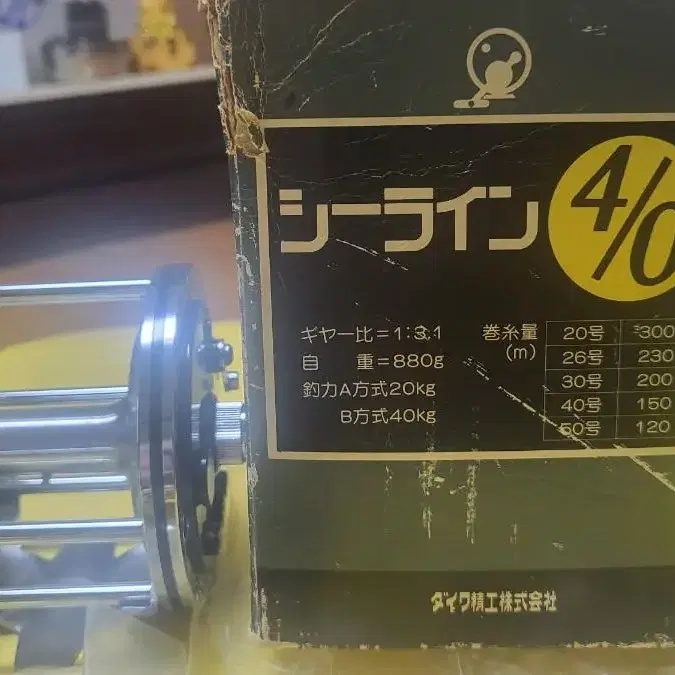 シーライン 4/0
ギヤー比=1:3.1
自 重=880g
釣力A方式20kg
B方式40kg
巻糸量
(m)
20号 300
26号 230
30号 200
40号 150
50号 120
ダイワ精工株式会社